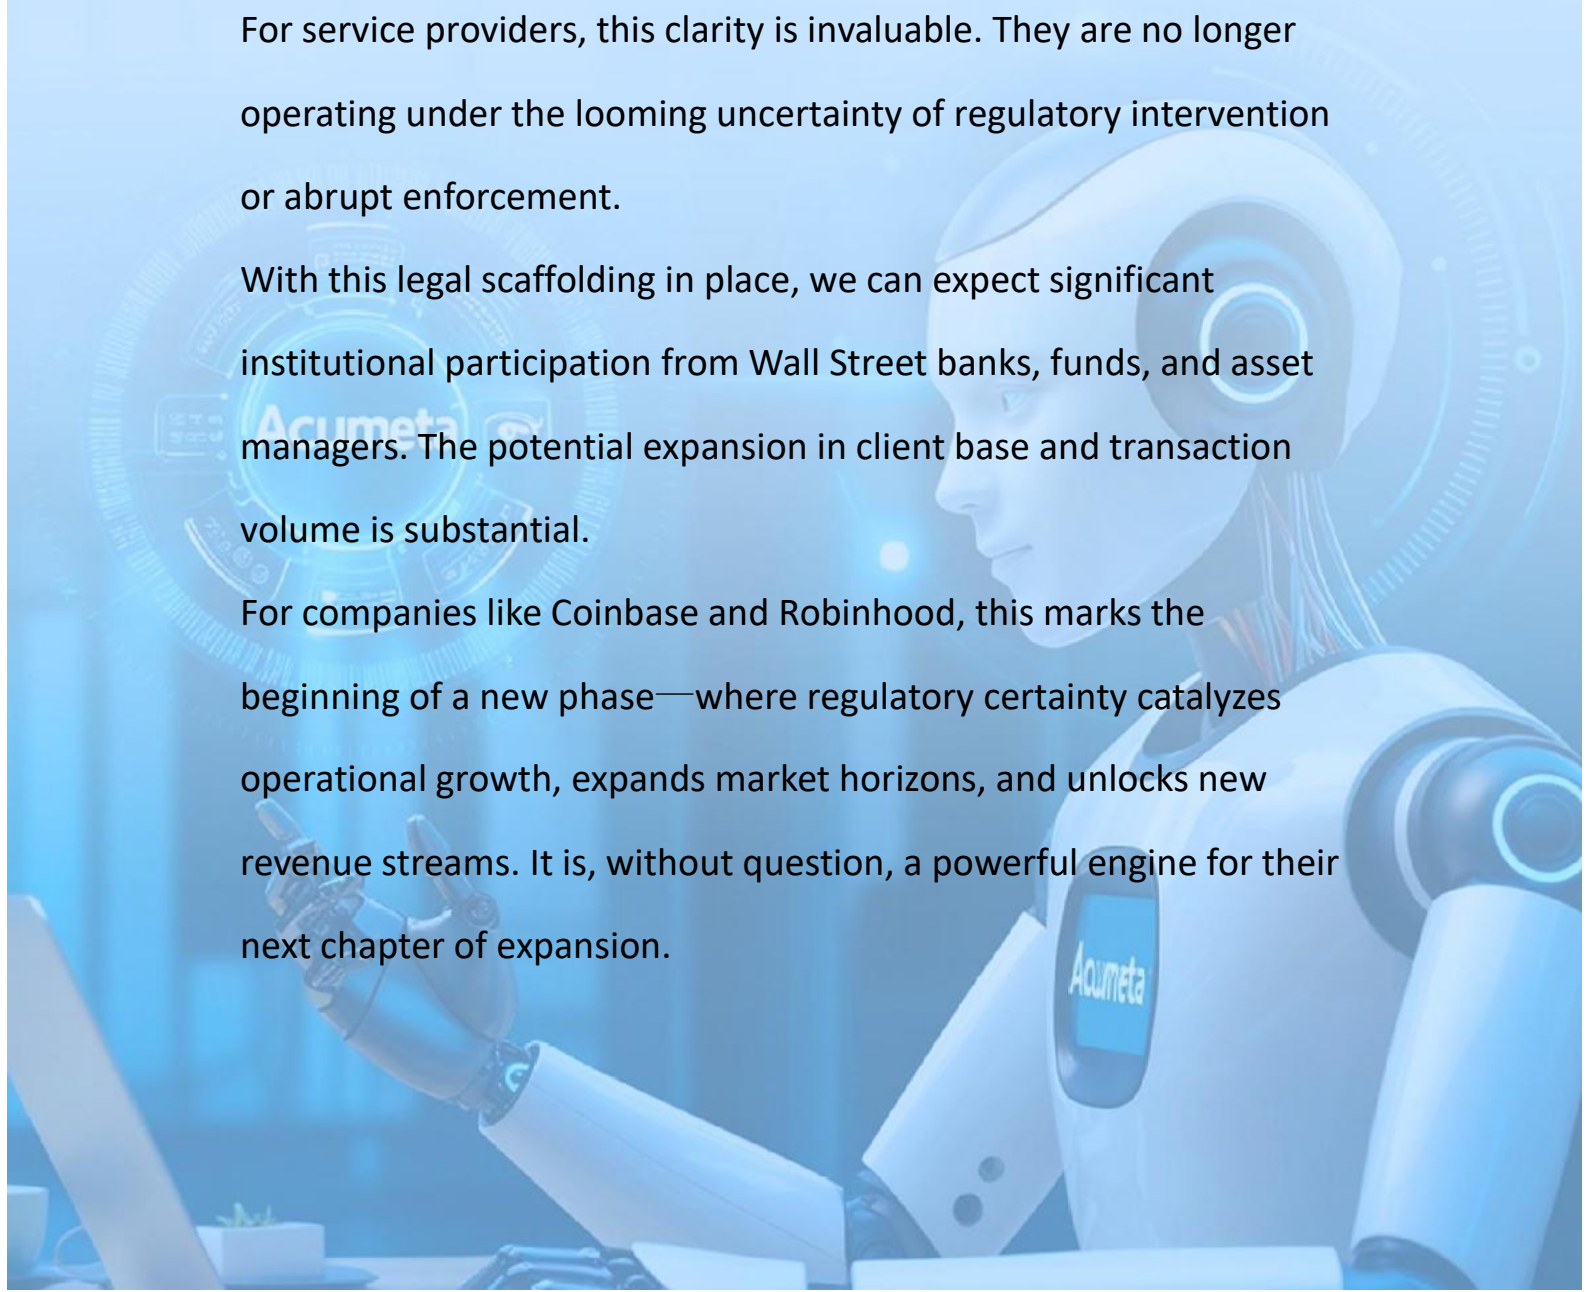 For service providers, this clarity is invaluable. They are no longer
operating under the looming uncertainty of regulatory intervention
or abrupt enforcement.
With this legal scaffolding in place, we can expect significant
institutional participation from Wall Street banks, funds, and asset
Acumeta
managers. The potential expansion in client base and transaction
volume is substantial.
For companies like Coinbase and Robinhood, this marks the
beginning of a new phase—where regulatory certainty catalyzes
operational growth, expands market horizons, and unlocks new
revenue streams. It is, without question, a powerful engine for their
next chapter of expansion.
Acumeta